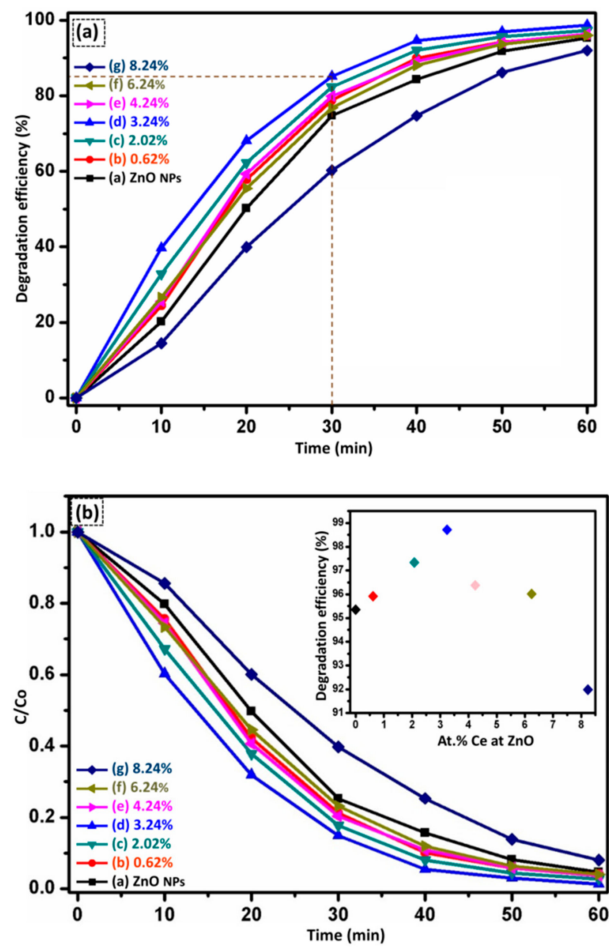 (a)
100
80
60
40
20
0
Degradation efficiency (%)
(g) 8.24%
(f) 6.24%
(e) 4.24%
(d) 3.24%
(c) 2.02%
(b) 0.62%
(a) ZnO NPs
0 10 20 30 40 50 60
Time (min)
(b)
1.0
0.8
0.6
0.4
0.2
0.0
C/Co
99
98
97
96
95
94
93
92
91
Degradation efficiency (%)
0 1 2 3 4 5 6 7 8
At.% Ce at ZnO
(g) 8.24%
(f) 6.24%
(e) 4.24%
(d) 3.24%
(c) 2.02%
(b) 0.62%
(a) ZnO NPs
0 10 20 30 40 50 60
Time (min)